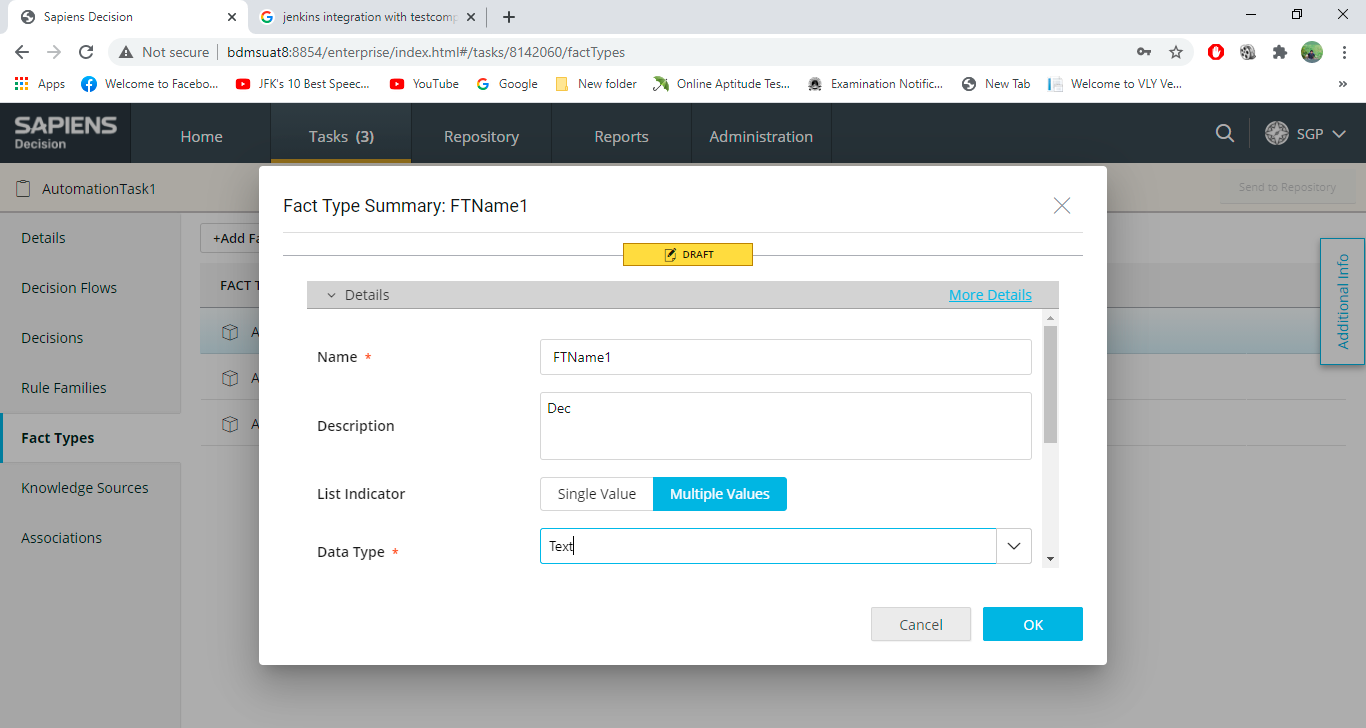 Sapiens Decision
jenkins integration with testcomp
Not secure
bdmsuat8:8854/enterprise/index.html#/tasks/8142060/factTypes
Apps
Welcome to Facebo...
JFK's 10 Best Speec...
YouTube
Google
New folder
Online Aptitude Tes...
Examination Notific...
New Tab
Welcome to VLY Ve...
»
SAPIENS
Decision
Home
Tasks (3)
Repository
Reports
Administration
SGP
AutomationTask1
Send to Repository
Details
Decision Flows
Decisions
Rule Families
Fact Types
Knowledge Sources
Associations
+Add Fa
FACT T
A
A
A
Additional Info
Fact Type Summary: FTName1
DRAFT
Details
More Details
Name *
FTName1
Description
Dec
List Indicator
Single Value
Multiple Values
Data Type *
Text
Cancel
OK